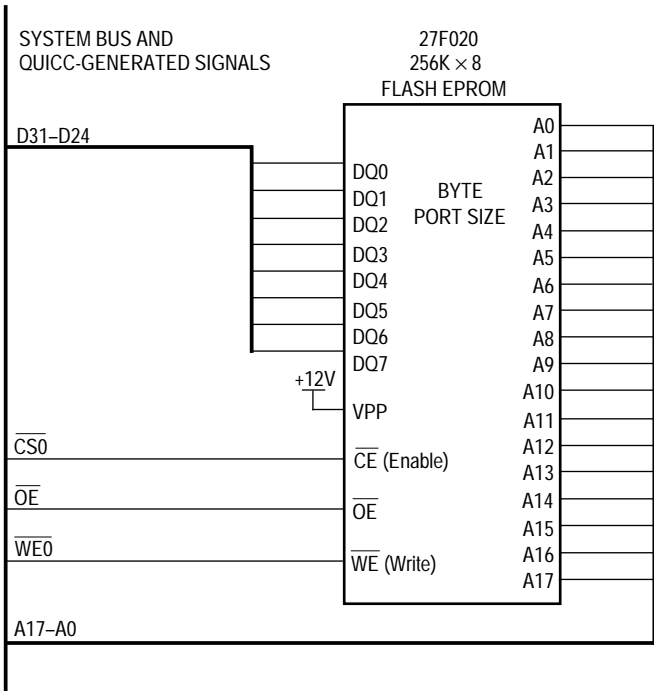 SYSTEM BUS AND
QUICC-GENERATED SIGNALS
27F020
256K × 8
FLASH EPROM
D31–D24
DQ0
DQ1
DQ2
DQ3
DQ4
DQ5
DQ6
DQ7
BYTE
PORT SIZE
+12V
VPP
CS0
CE (Enable)
OE
OE
WE0
WE (Write)
A0
A1
A2
A3
A4
A5
A6
A7
A8
A9
A10
A11
A12
A13
A14
A15
A16
A17
A17–A0